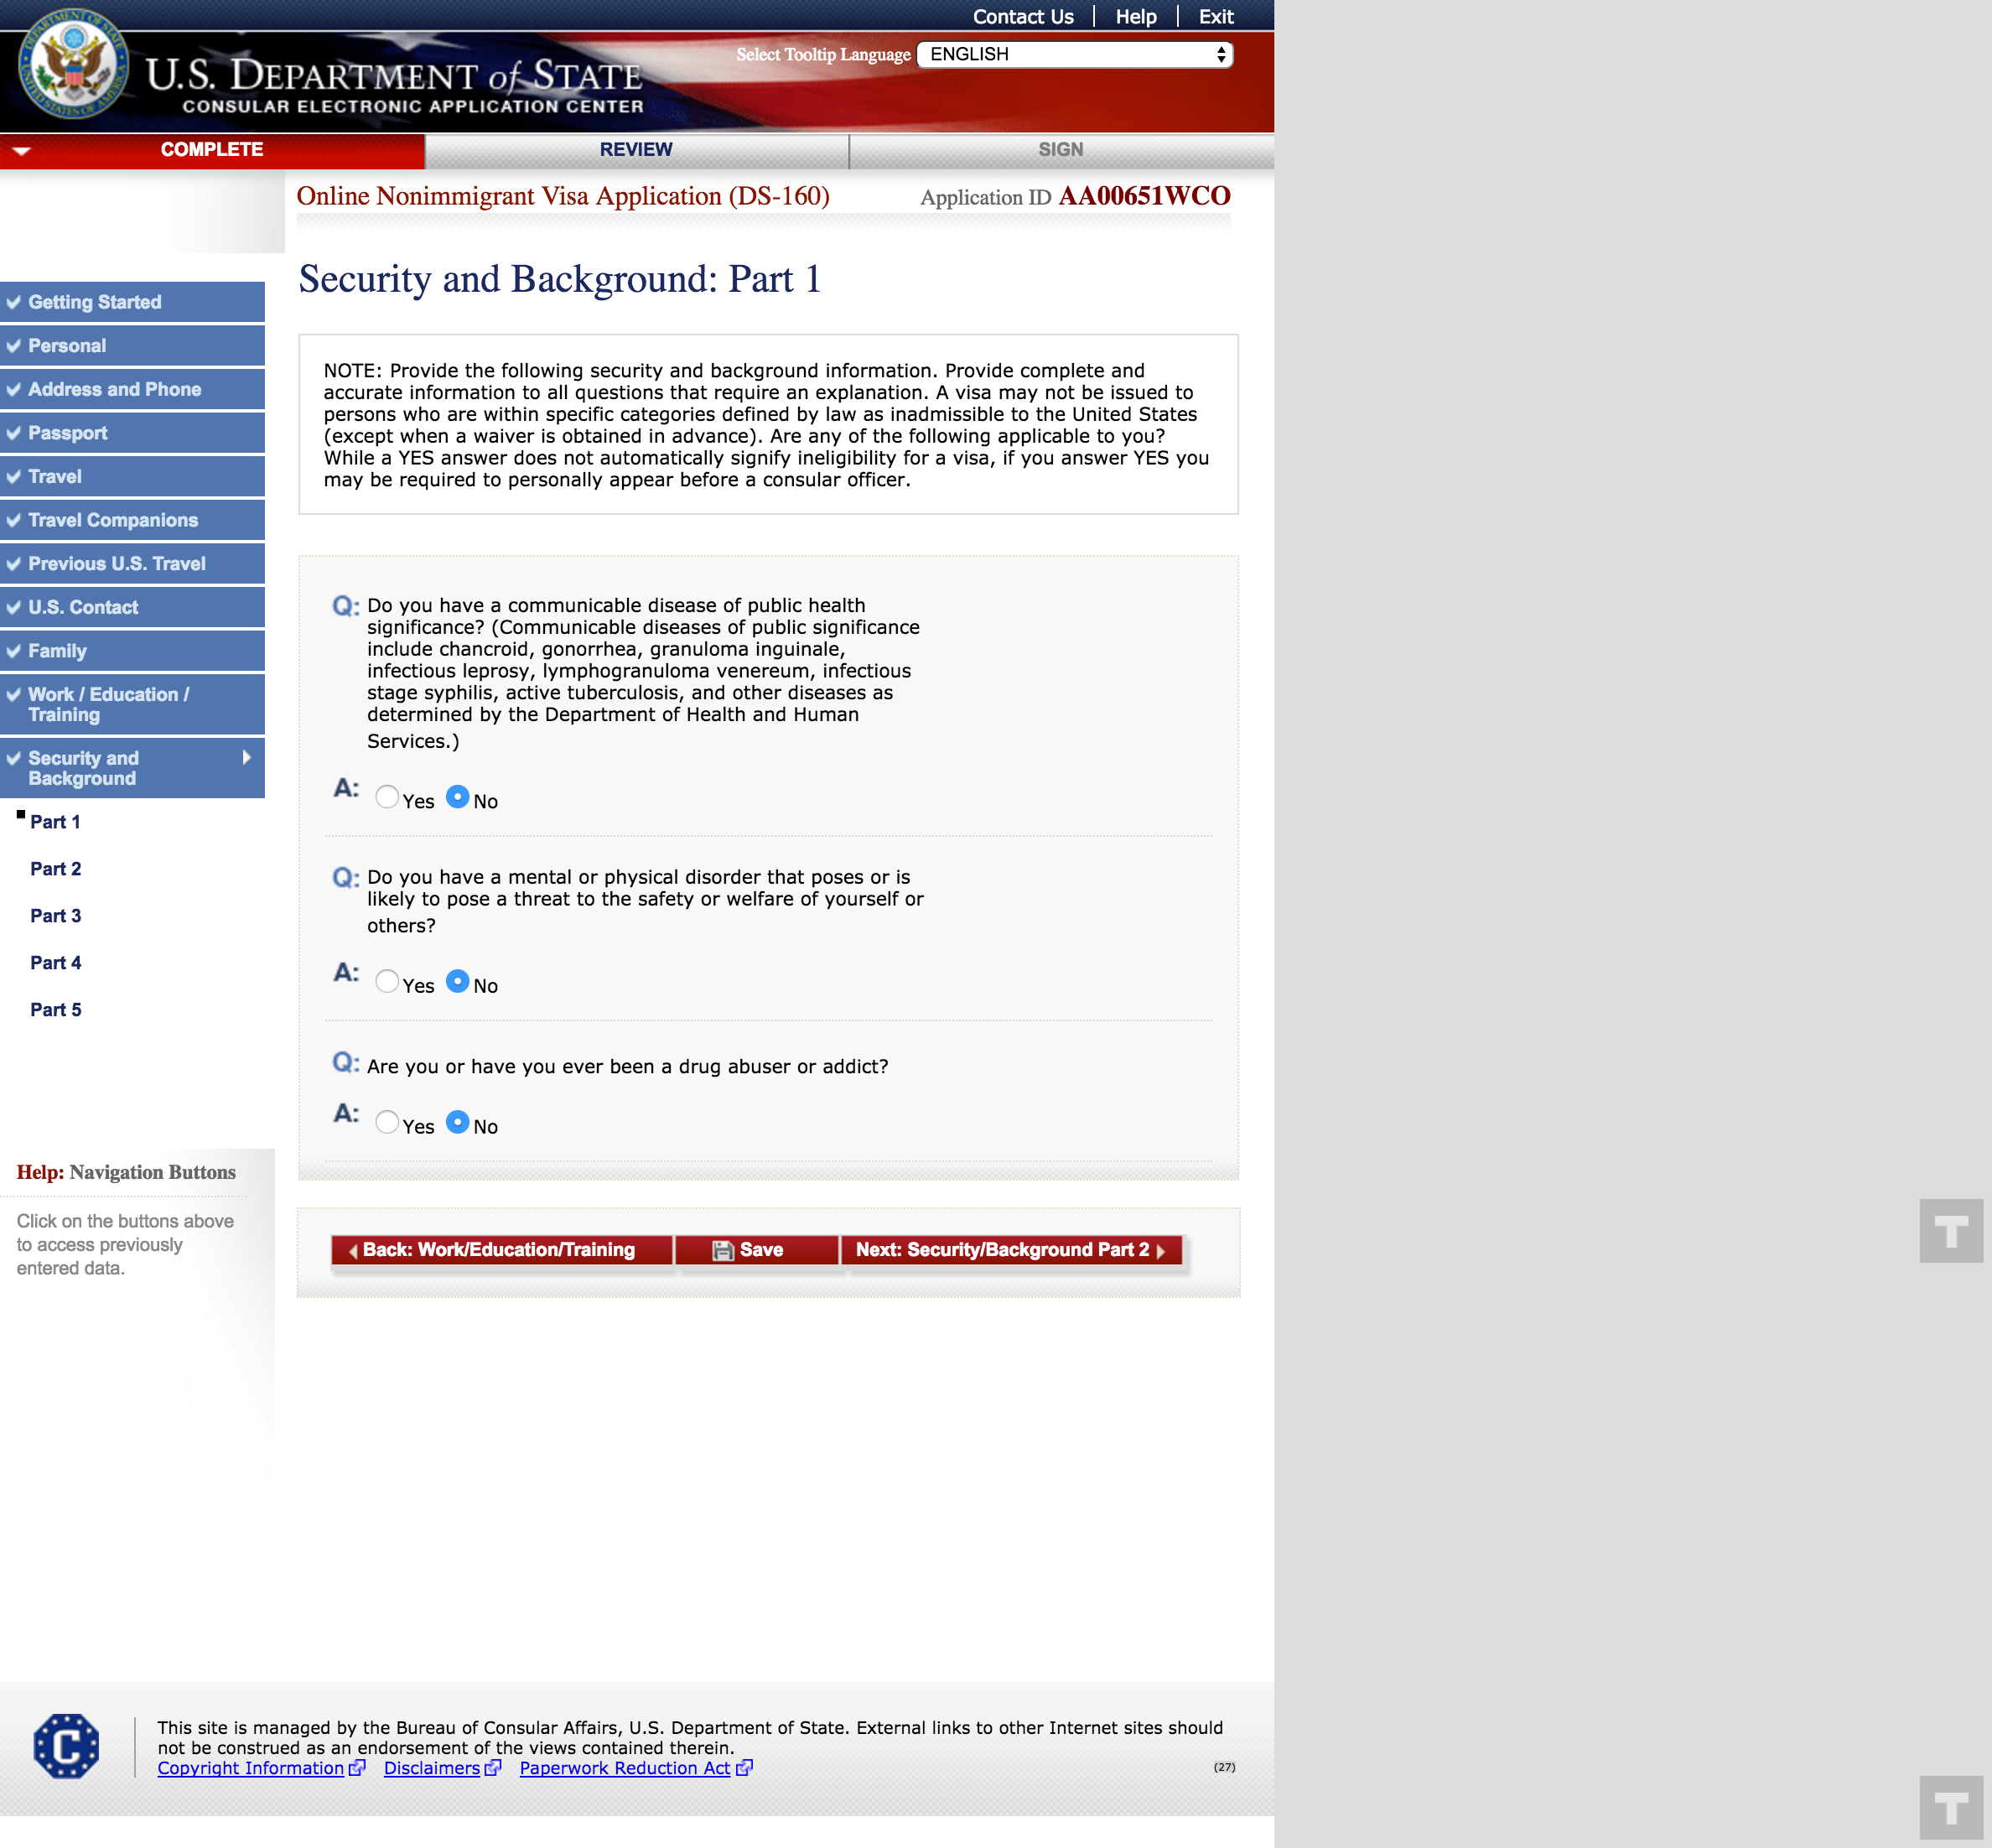 Contact Us
Help
Exit
Select Tooltip Language
ENGLISH
U.S. DEPARTMENT of STATE
CONSULAR ELECTRONIC APPLICATION CENTER
COMPLETE
REVIEW
SIGN
Online Nonimmigrant Visa Application (DS-160)
Application ID AA00651WCO
Security and Background: Part 1
Getting Started
Personal
Address and Phone
Passport
Travel
Travel Companions
Previous U.S. Travel
U.S. Contact
Family
Work / Education /
Training
Security and
Background
Part 1
Part 2
Part 3
Part 4
Part 5
Help: Navigation Buttons
Click on the buttons above
to access previously
entered data.
NOTE: Provide the following security and background information. Provide complete and
accurate information to all questions that require an explanation. A visa may not be issued to
persons who are within specific categories defined by law as inadmissible to the United States
(except when a waiver is obtained in advance). Are any of the following applicable to you?
While a YES answer does not automatically signify ineligibility for a visa, if you answer YES you
may be required to personally appear before a consular officer.
Q: Do you have a communicable disease of public health
significance? (Communicable diseases of public significance
include chancroid, gonorrhea, granuloma inguinale,
infectious leprosy, lymphogranuloma venereum, infectious
stage syphilis, active tuberculosis, and other diseases as
determined by the Department of Health and Human
Services.)
A: Yes No
Q: Do you have a mental or physical disorder that poses or is
likely to pose a threat to the safety or welfare of yourself or
others?
A: Yes No
Q: Are you or have you ever been a drug abuser or addict?
A: Yes No
Back: Work/Education/Training
Save
Next: Security/Background Part 2
T
C
This site is managed by the Bureau of Consular Affairs, U.S. Department of State. External links to other Internet sites should
not be construed as an endorsement of the views contained therein.
Copyright Information Disclaimers Paperwork Reduction Act
(27)
T